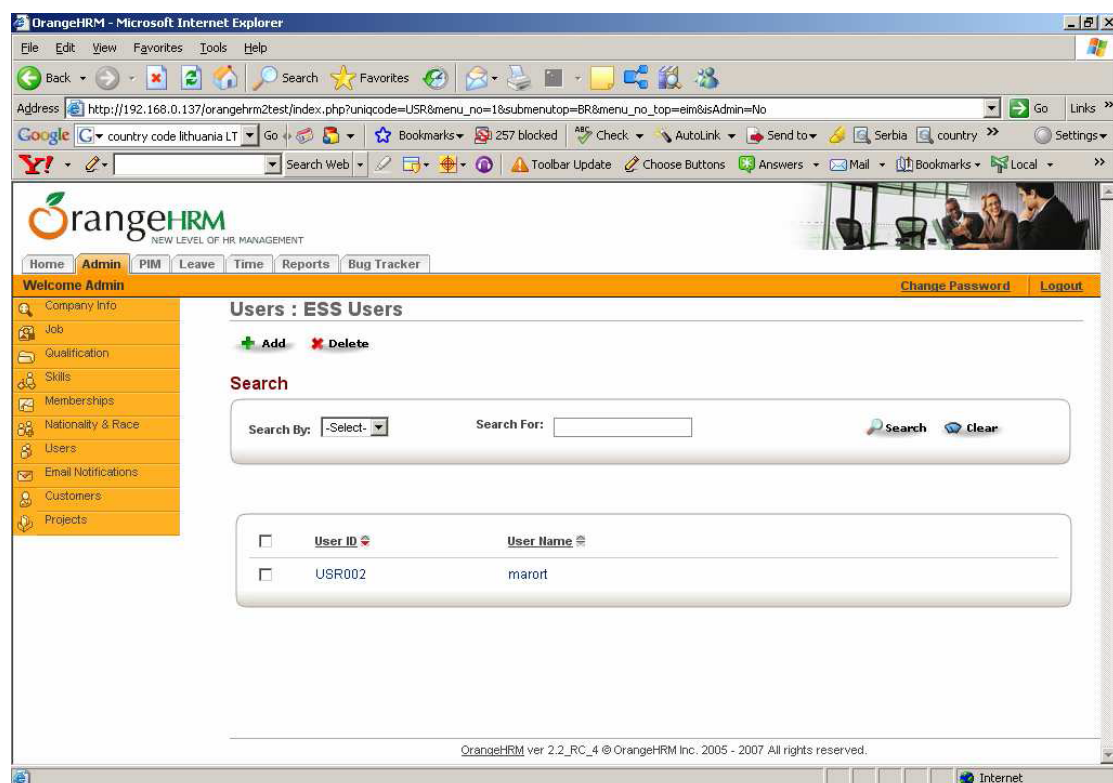 OrangeHRM - Microsoft Internet Explorer
File Edit View Favorites Tools Help
Back Search Favorites
Address http://192.168.0.137/orangehrm2test/index.php?uniqcode=USR&menu_no=1&submenutop=BR&menu_no_top=eim&isAdmin=No Go Links »
Google G country code lithuania LT Go Bookmarks 257 blocked ABC Check AutoLink Send to Serbia country » Settings
Y! Search Web Toolbar Update Choose Buttons Answers Mail Bookmarks Local »
OrangeHRM
NEW LEVEL OF HR MANAGEMENT
Home Admin PIM Leave Time Reports Bug Tracker
Welcome Admin Change Password Logout
Company Info
Job
Qualification
Skills
Memberships
Nationality & Race
Users
Email Notifications
Customers
Projects
Users : ESS Users
Add Delete
Search
Search By: -Select- Search For: Search Clear
User ID User Name
USR002 marort
OrangeHRM ver 2.2_RC_4 © OrangeHRM Inc. 2005 - 2007 All rights reserved.
Internet